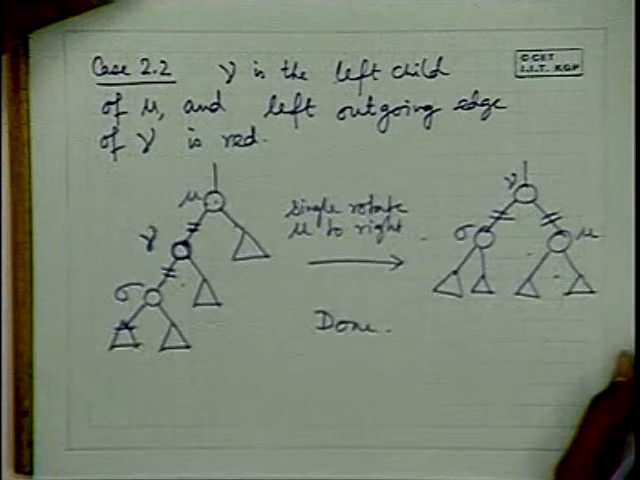 Case 2.2 γ is the left child
© CET
I.I.T. KGP
of μ, and left outgoing edge
of γ is red.
μ
γ
σ
Single rotate
μ to right
Done.
γ
σ
μ